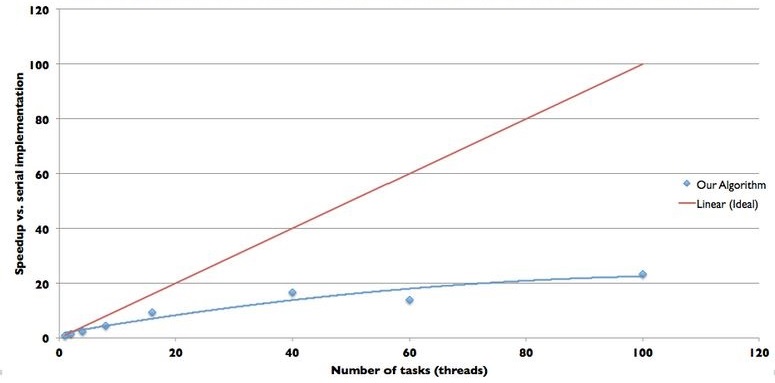 120
100
80
60
40
20
0
Speedup vs. serial implementation
0 20 40 60 80 100 120
Number of tasks (threads)
Our Algorithm
Linear (Ideal)